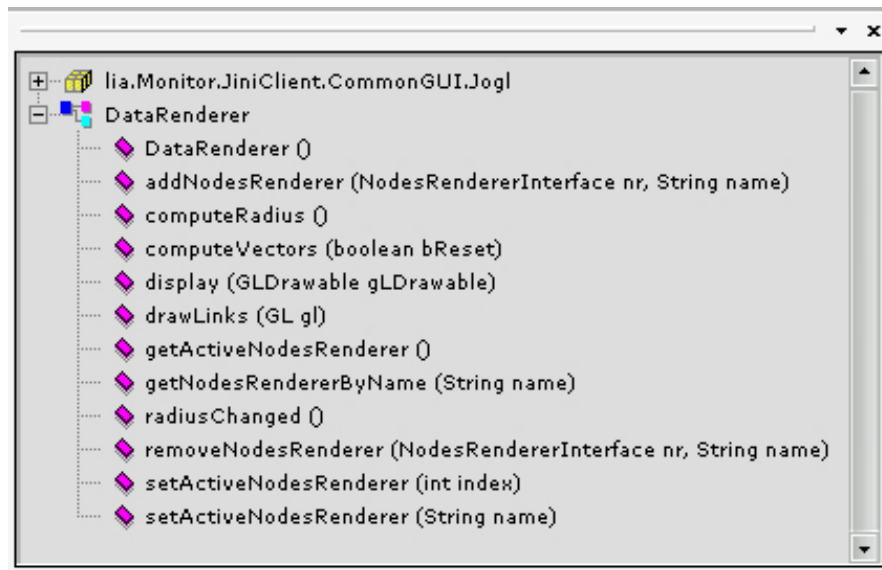 lia.Monitor.JiniClient.CommonGUI.Jogl
DataRenderer
DataRenderer ()
addNodesRenderer (NodesRendererInterface nr, String name)
computeRadius ()
computeVectors (boolean bReset)
display (GLDrawable gLDrawable)
drawLinks (GL gl)
getActiveNodesRenderer ()
getNodesRendererByName (String name)
radiusChanged ()
removeNodesRenderer (NodesRendererInterface nr, String name)
setActiveNodesRenderer (int index)
setActiveNodesRenderer (String name)